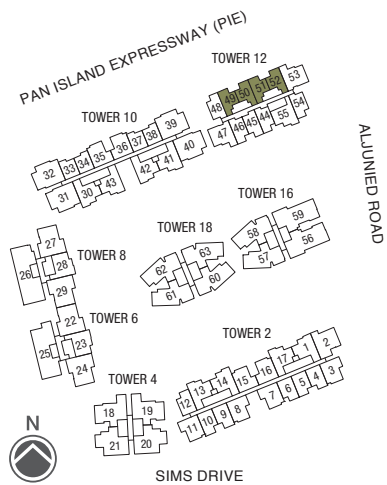 PAN ISLAND EXPRESSWAY (PIE)
TOWER 12
48 49 50 51 52 53
47 46 45 44 55 54
TOWER 10
32 33 34 35 36 37 38 39
31 30 43 42 41 40
ALJUNIED ROAD
TOWER 16
58 59
57 56
TOWER 18
62 63
61 60
TOWER 8
27
26 28
29
TOWER 6
22
25 23
24
TOWER 2
12 13 14 15 16 17 1 2
11 10 9 8 7 6 5 4 3
TOWER 4
18 19
21 20
N
SIMS DRIVE